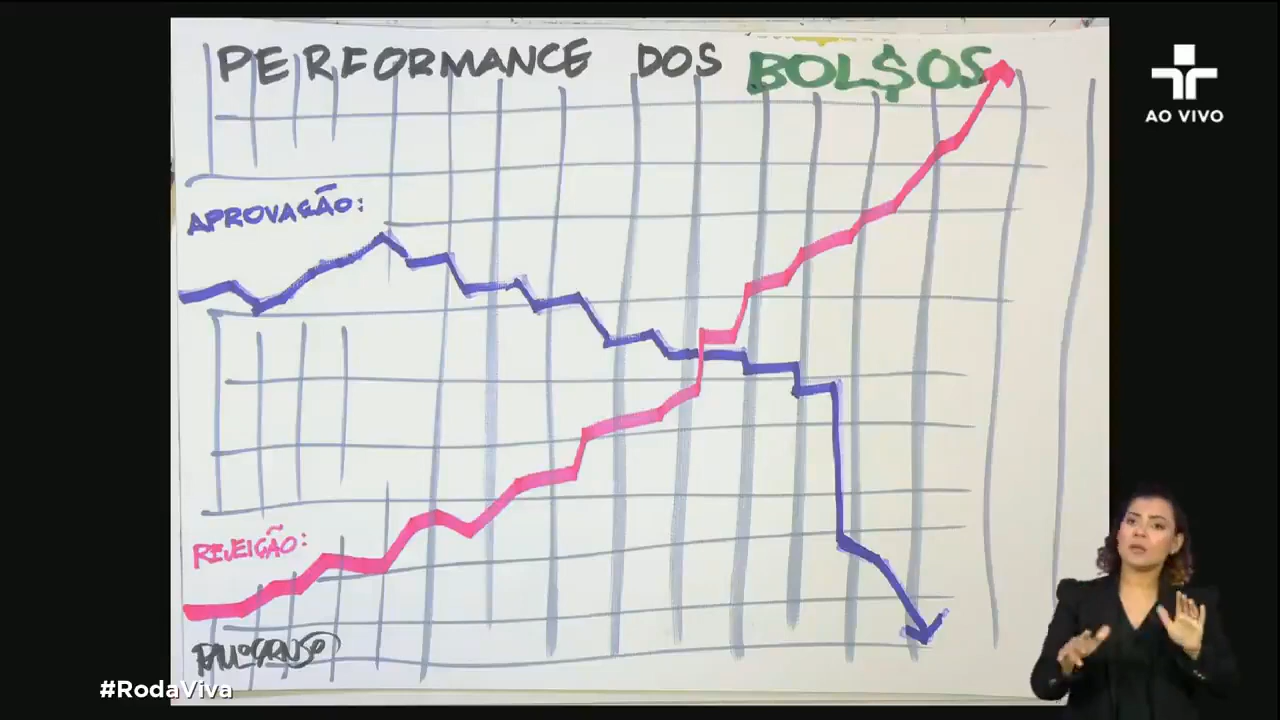 PERFORMANCE DOS BOL$OS
AO VIVO
APROVAÇÃO:
REJEIÇÃO:
#RodaViva